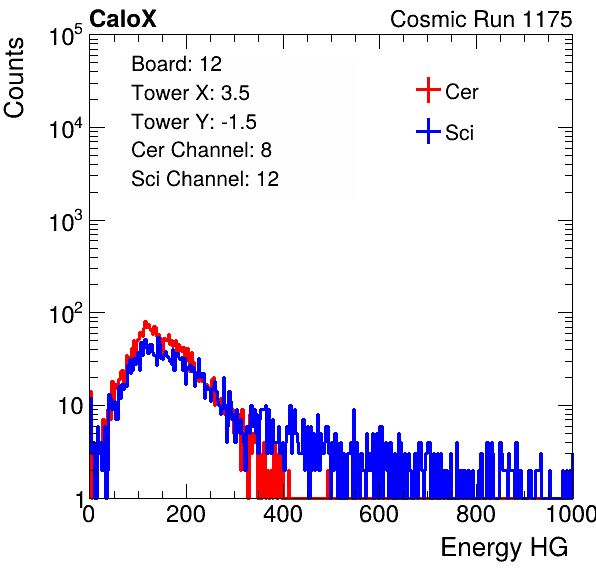 CaloX
Cosmic Run 1175
Counts
Board: 12
Tower X: 3.5
Tower Y: -1.5
Cer Channel: 8
Sci Channel: 12
Cer
Sci
10^5
10^4
10^3
10^2
10
1
0 200 400 600 800 1000
Energy HG